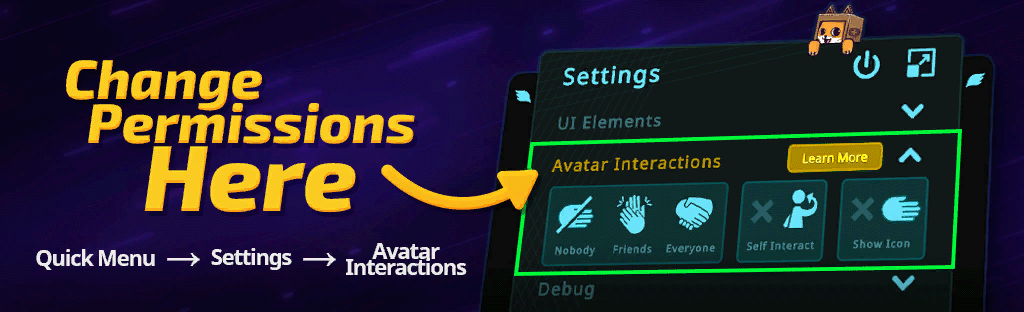 Change
Permissions
Here
Quick Menu → Settings → Avatar Interactions
Settings
UI Elements
Avatar Interactions
Learn More
Nobody
Friends
Everyone
Self Interact
Show Icon
Debug